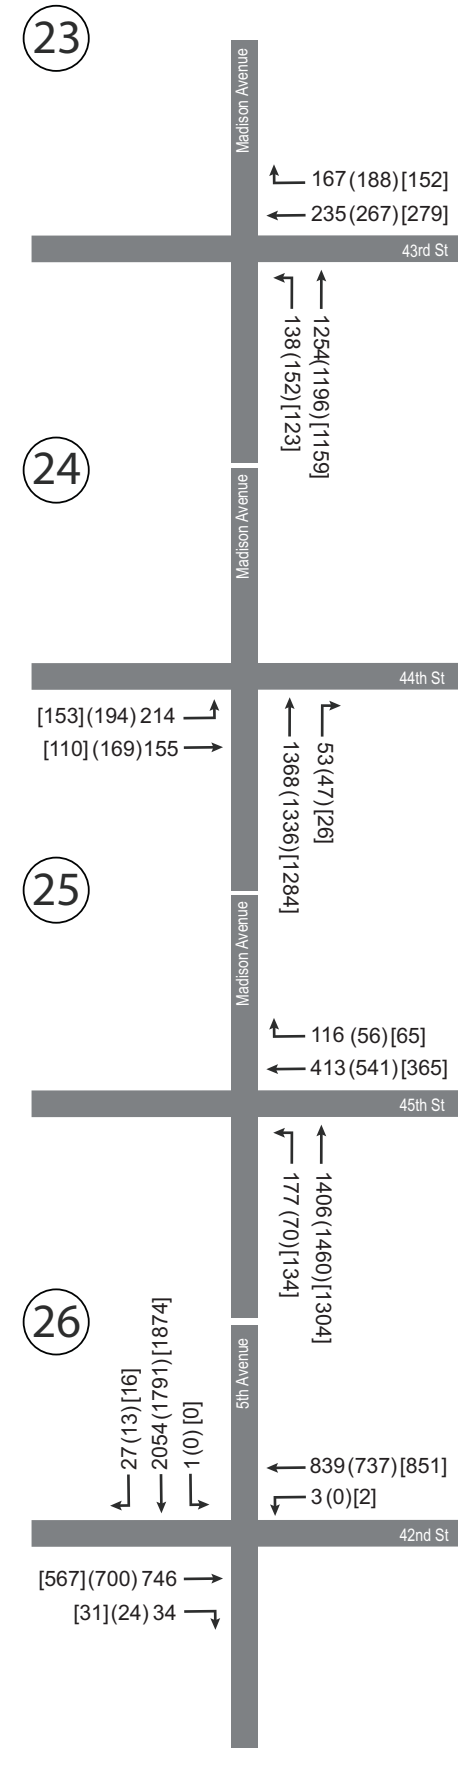 23
Madison Avenue
167 (188) [152]
235 (267) [279]
43rd St
138 (152) [123]
1254 (1196) [1159]
24
Madison Avenue
44th St
[153] (194) 214
[110] (169) 155
1368 (1336) [1284]
53 (47) [26]
25
Madison Avenue
116 (56) [65]
413 (541) [365]
45th St
177 (70) [134]
1406 (1460) [1304]
26
27 (13) [16]
2054 (1791) [1874]
1 (0) [0]
5th Avenue
839 (737) [851]
3 (0) [2]
42nd St
[567] (700) 746
[31] (24) 34